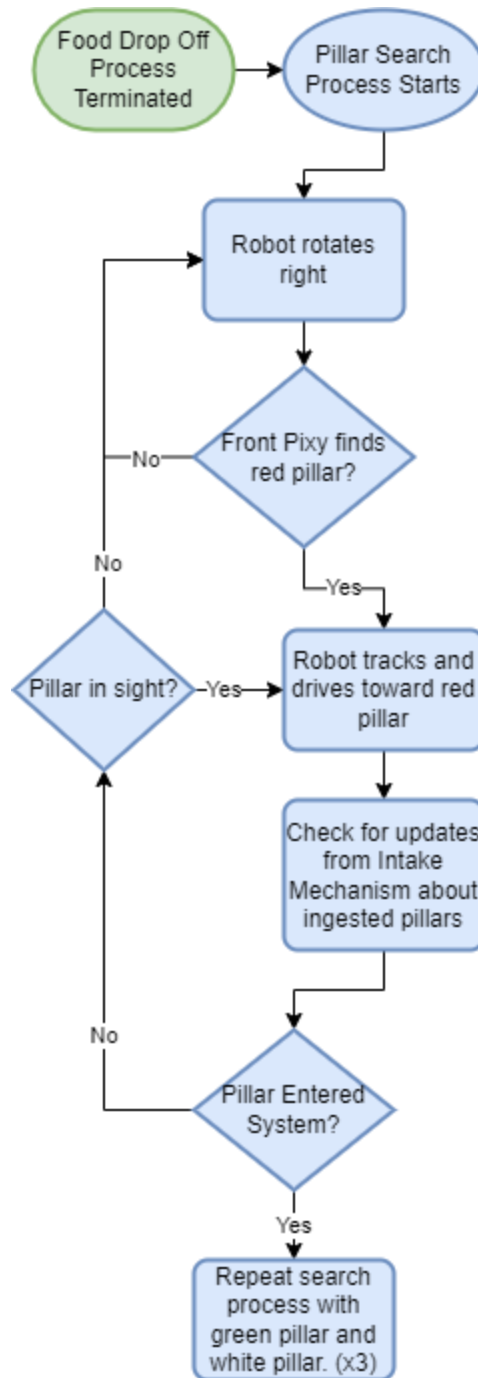 Food Drop Off
Process
Terminated
Pillar Search
Process Starts
Robot rotates
right
Front Pixy finds
red pillar?
No
Yes
No
Pillar in sight?
Yes
Robot tracks and
drives toward red
pillar
Check for updates
from Intake
Mechanism about
ingested pillars
No
Pillar Entered
System?
Yes
Repeat search
process with
green pillar and
white pillar. (x3)